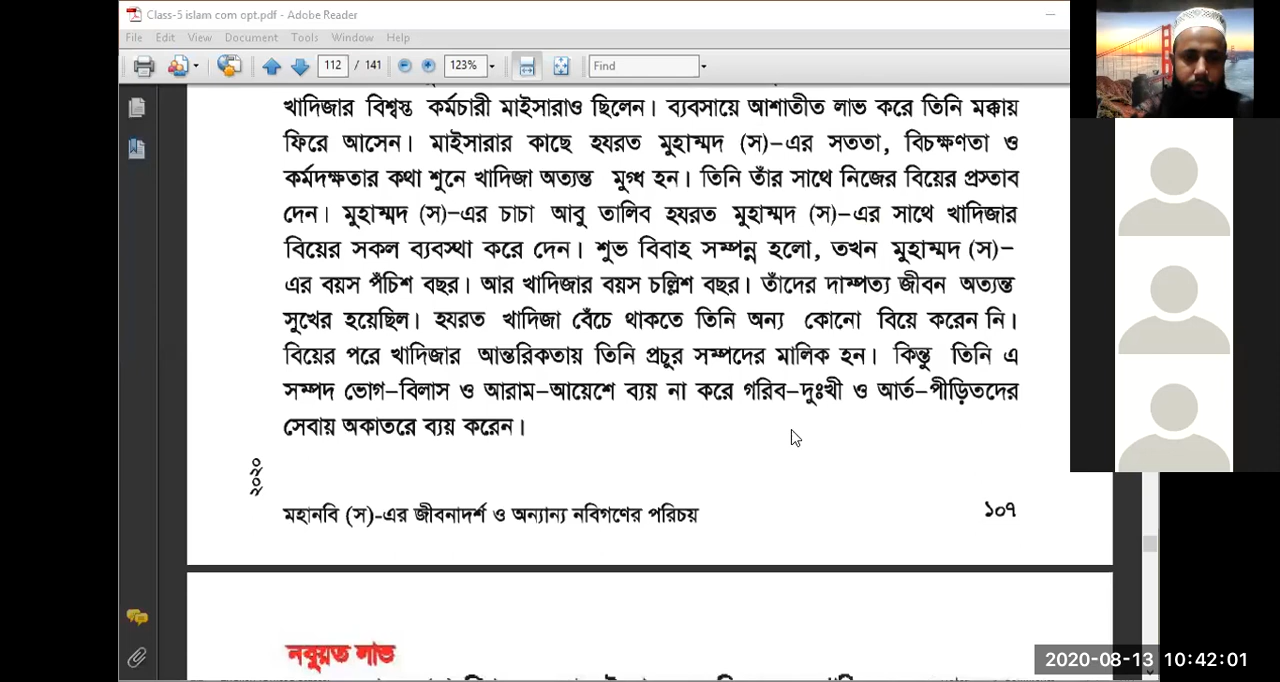 Class-5 islam com opt.pdf - Adobe Reader
File Edit View Document Tools Window Help
112 / 141 123% Find
খাদিজার বিশ্বস্ত কর্মচারী মাইসারাও ছিলেন। ব্যবসায়ে আশাতীত লাভ করে তিনি মক্কায়
ফিরে আসেন। মাইসারার কাছে হযরত মুহাম্মদ (স)-এর সততা, বিচক্ষণতা ও
কর্মদক্ষতার কথা শুনে খাদিজা অত্যন্ত মুগ্ধ হন। তিনি তাঁর সাথে নিজের বিয়ের প্রস্তাব
দেন। মুহাম্মদ (স)-এর চাচা আবু তালিব হযরত মুহাম্মদ (স)-এর সাথে খাদিজার
বিয়ের সকল ব্যবস্থা করে দেন। শুভ বিবাহ সম্পন্ন হলো, তখন মুহাম্মদ (স)-
এর বয়স পঁচিশ বছর। আর খাদিজার বয়স চল্লিশ বছর। তাঁদের দাম্পত্য জীবন অত্যন্ত
সুখের হয়েছিল। হযরত খাদিজা বেঁচে থাকতে তিনি অন্য কোনো বিয়ে করেন নি।
বিয়ের পরে খাদিজার আন্তরিকতায় তিনি প্রচুর সম্পদের মালিক হন। কিন্তু তিনি এ
সম্পদ ভোগ-বিলাস ও আরাম-আয়েশে ব্যয় না করে গরিব-দুঃখী ও আর্ত-পীড়িতদের
সেবায় অকাতরে ব্যয় করেন।
২০২০
মহানবি (স)-এর জীবনাদর্শ ও অন্যান্য নবিগণের পরিচয় ১০৭
নবুয়ত লাভ
2020-08-13 10:42:01